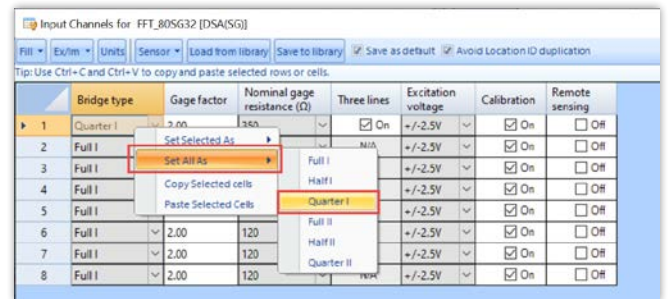 Input Channels for FFT_80SG32 [DSA(SG)]
Fill Ex/Im Units Sensor Load from library Save to library Save as default Avoid Location ID duplication
Tip: Use Ctrl+C and Ctrl+V to copy and paste selected rows or cells.
Bridge type Gage factor Nominal gage resistance (Ω) Three lines Excitation voltage Calibration Remote sensing
1 Quarter I 2.00 350 On +/-2.5V On Off
2 Full I N/A +/-2.5V On Off
3 Full I +/-2.5V On Off
4 Full I +/-2.5V On Off
5 Full I +/-2.5V On Off
6 Full I 2.00 120 +/-2.5V On Off
7 Full I 2.00 120 +/-2.5V On Off
8 Full I 2.00 120 N/A +/-2.5V On Off
Set Selected As
Set All As
Copy Selected cells
Paste Selected Cells
Full I
Half I
Quarter I
Full II
Half II
Quarter II